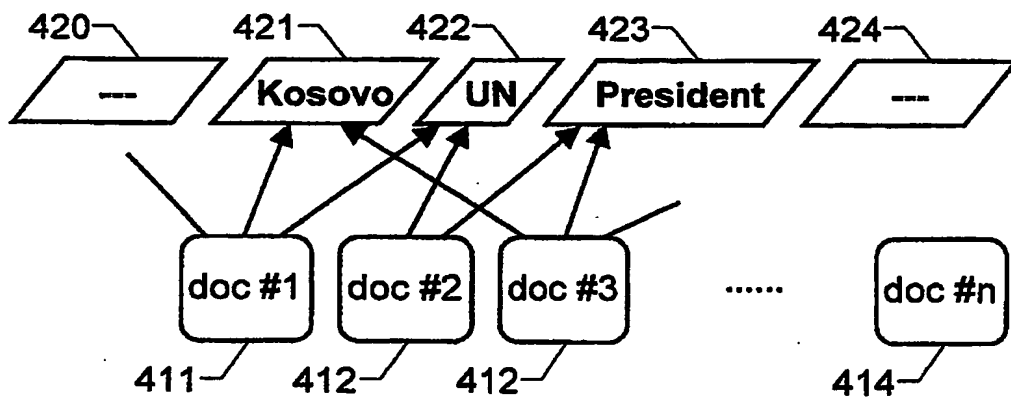 420 421 422 423 424
--- Kosovo UN President ---
doc #1 doc #2 doc #3 ...... doc #n
411 412 412 414